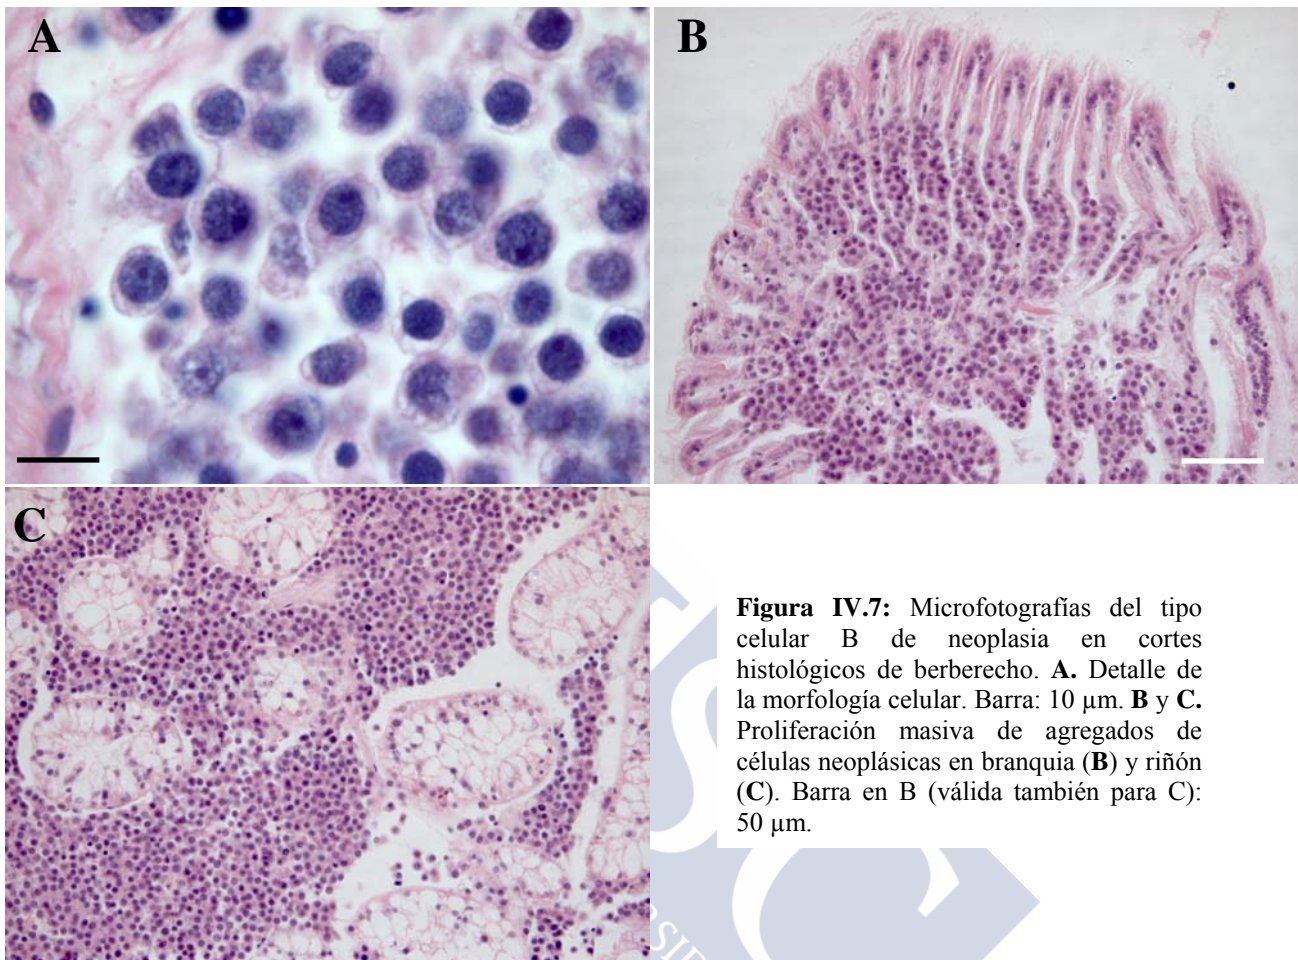 A
B
C
Figura IV.7: Microfotografías del tipo
celular B de neoplasia en cortes
histológicos de berberecho. A. Detalle de
la morfología celular. Barra: 10 µm. B y C.
Proliferación masiva de agregados de
células neoplásicas en branquia (B) y riñón
(C). Barra en B (válida también para C):
50 µm.